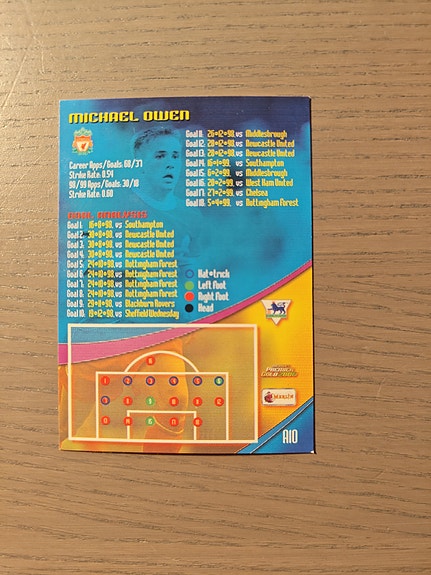 MICHAEL OWEN
Career Apps/Goals: 68/37
Strike Rate: 0.54
98/99 Apps/Goals: 30/18
Strike Rate: 0.60
GOAL ANALYSIS
Goal 1. 16•8•98. vs Southampton
Goal 2. 30•8•98. vs Newcastle United
Goal 3. 30•8•98. vs Newcastle United
Goal 4. 30•8•98. vs Newcastle United
Goal 5. 24•10•98. vs Nottingham Forest
Goal 6. 24•10•98. vs Nottingham Forest
Goal 7. 24•10•98. vs Nottingham Forest
Goal 8. 24•10•98. vs Nottingham Forest
Goal 9. 29•11•98. vs Blackburn Rovers
Goal 10. 19•12•98. vs Sheffield Wednesday
Goal 11. 26•12•98. vs Middlesbrough
Goal 12. 28•12•98. vs Newcastle United
Goal 13. 28•12•98. vs Newcastle United
Goal 14. 16•1•99. vs Southampton
Goal 15. 6•2•99. vs Middlesbrough
Goal 16. 20•2•99. vs West Ham United
Goal 17. 27•2•99. vs Chelsea
Goal 18. 5•4•99. vs Nottingham Forest
Hat•trick
Left Foot
Right Foot
Head
PREMIER
GOLD
MERLIN
A10